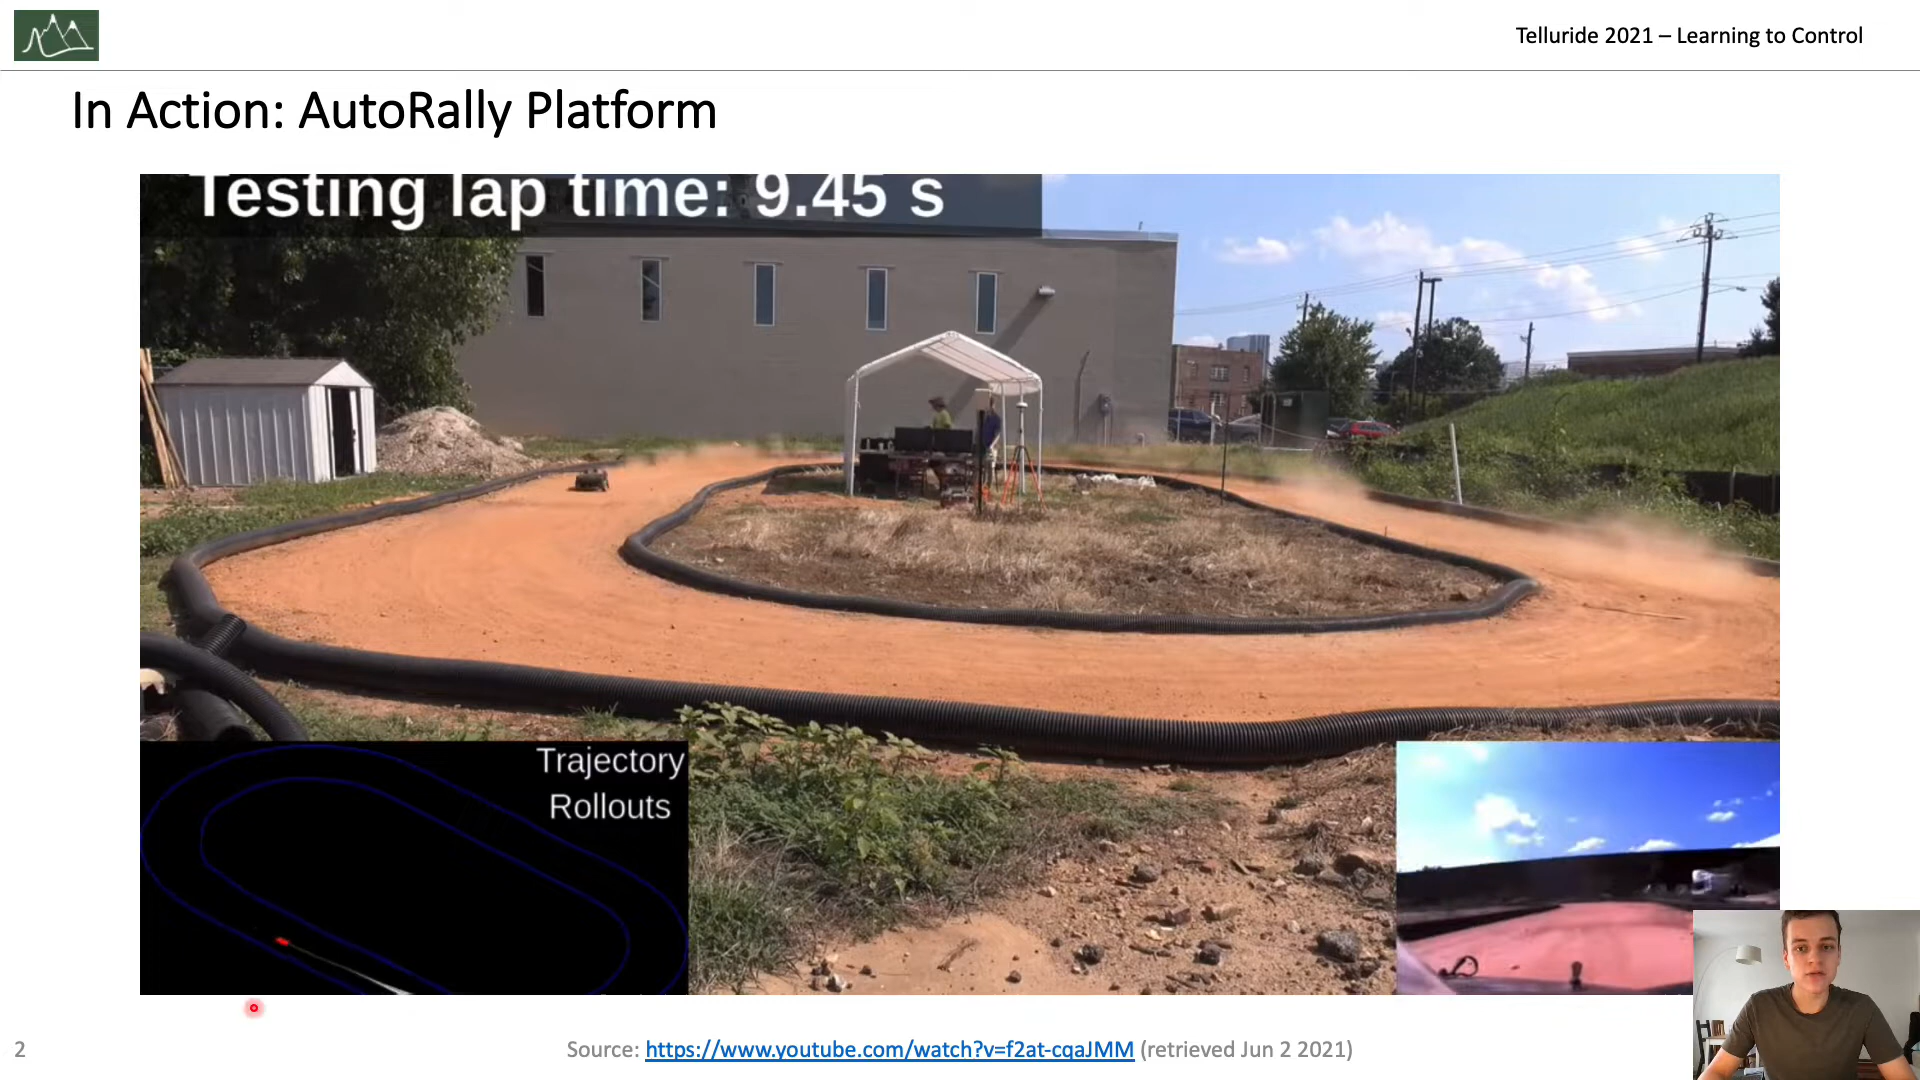 Telluride 2021 – Learning to Control
In Action: AutoRally Platform
Testing lap time: 9.45 s
Trajectory
Rollouts
2
Source: https://www.youtube.com/watch?v=f2at-cqaJMM (retrieved Jun 2 2021)